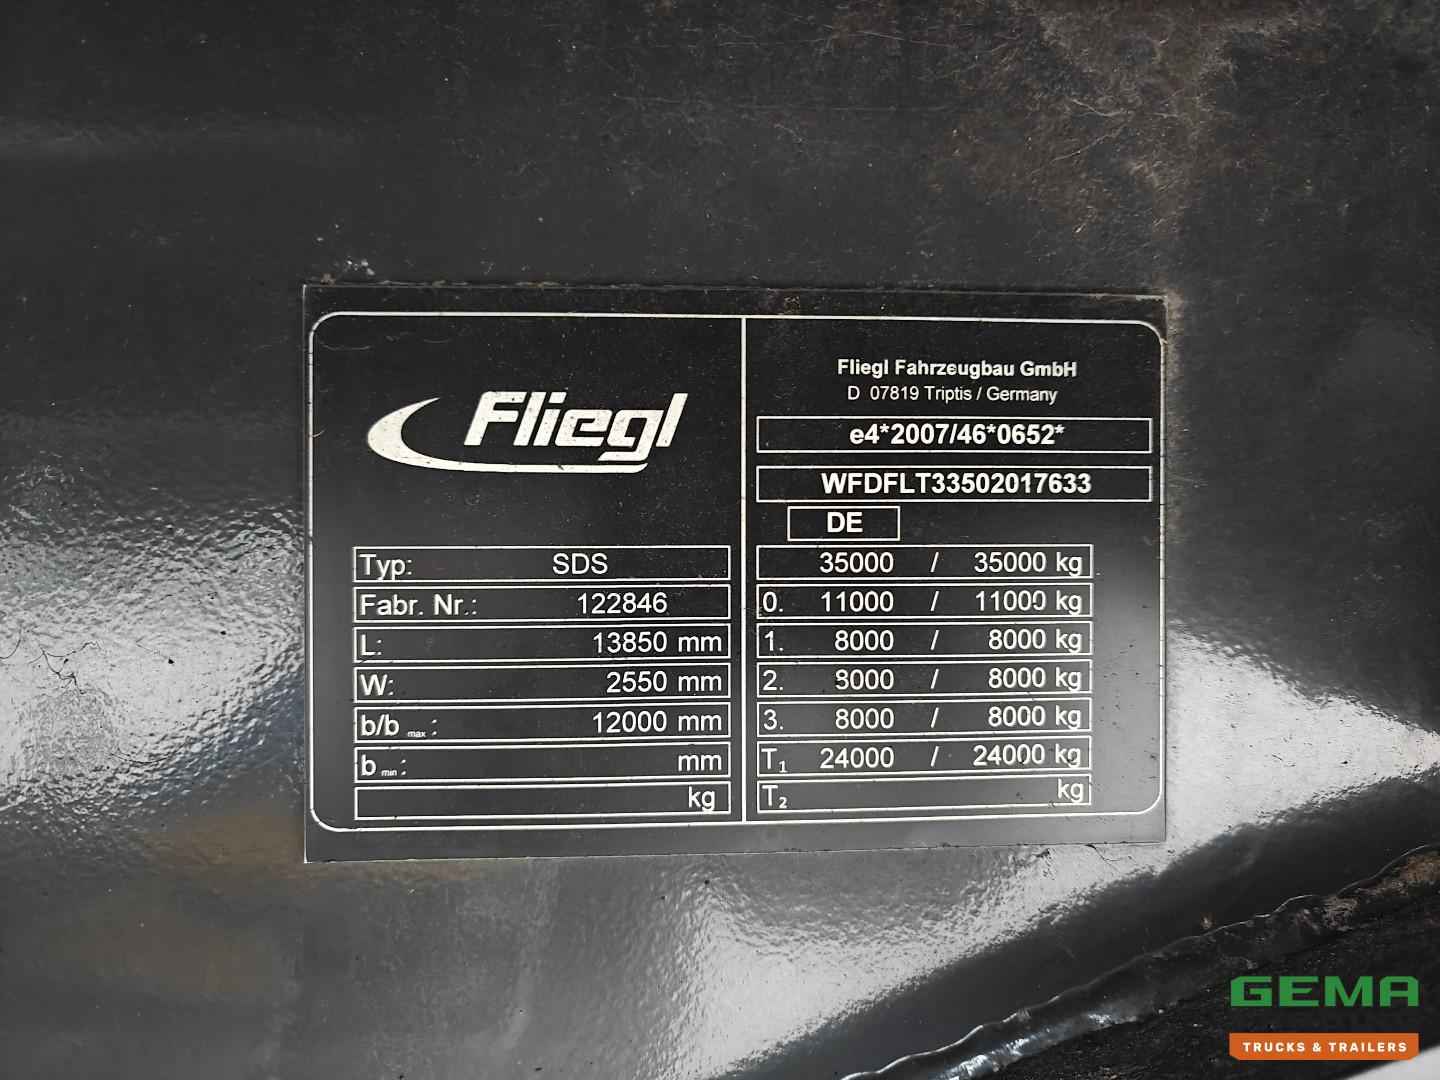 Fliegl
Typ: SDS
Fabr. Nr.: 122846
L: 13850 mm
W: 2550 mm
b/b max : 12000 mm
b min : mm
kg
Fliegl Fahrzeugbau GmbH
D 07819 Triptis / Germany
e4*2007/46*0652*
WFDFLT33502017633
DE
35000 / 35000 kg
0. 11000 / 11000 kg
1. 8000 / 8000 kg
2. 8000 / 8000 kg
3. 8000 / 8000 kg
T1 24000 / 24000 kg
T2 kg
GEMA
TRUCKS & TRAILERS